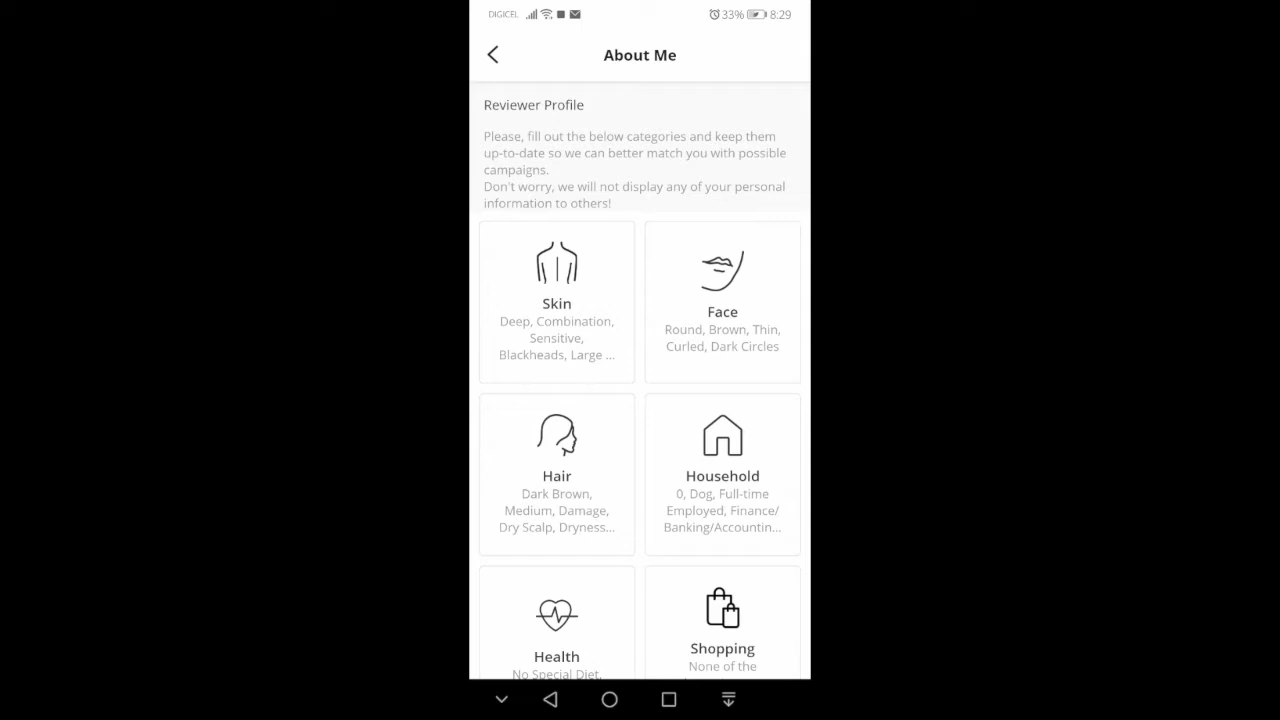 DIGICEL 33% 8:29
About Me
Reviewer Profile
Please, fill out the below categories and keep them
up-to-date so we can better match you with possible
campaigns.
Don't worry, we will not display any of your personal
information to others!
Skin
Deep, Combination,
Sensitive,
Blackheads, Large ...
Face
Round, Brown, Thin,
Curled, Dark Circles
Hair
Dark Brown,
Medium, Damage,
Dry Scalp, Dryness...
Household
0, Dog, Full-time
Employed, Finance/
Banking/Accountin...
Health
No Special Diet,
Shopping
None of the